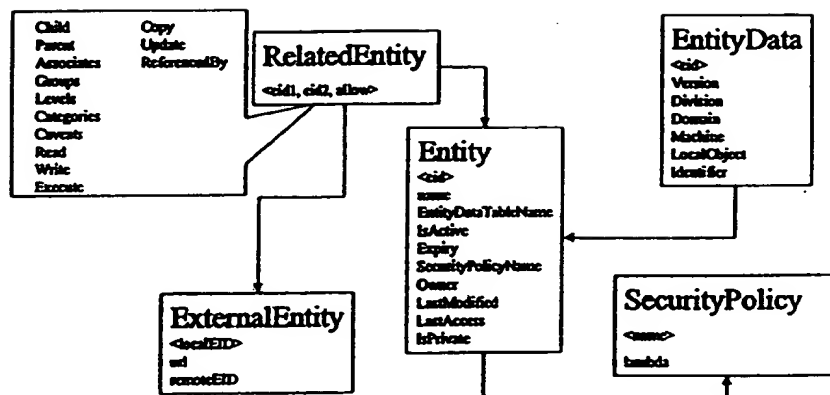 Child
Parent
Associates
Groups
Levels
Categories
Caveats
Read
Write
Execute
Copy
Update
ReferencedBy
RelatedEntity
<eid1, eid2, allow>
EntityData
<eid>
Version
Division
Domain
Machine
LocalObject
Identifier
Entity
<eid>
name
EntityDataTableName
IsActive
Expiry
SecurityPolicyName
Owner
LastModified
LastAccess
IsPrivate
ExternalEntity
<localEID>
url
remoteEID
SecurityPolicy
<name>
lambda